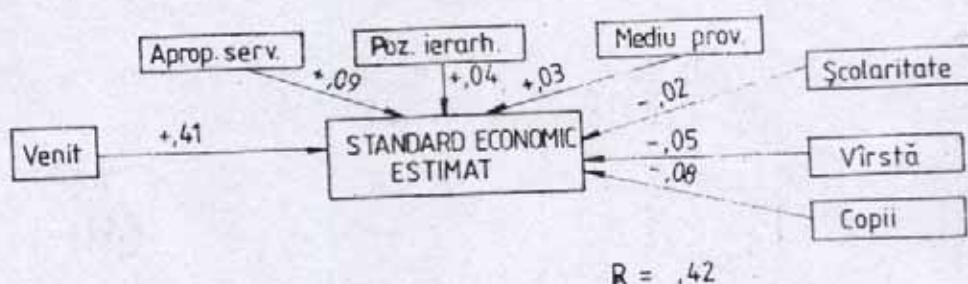 Aprop. serv.
Poz. ierarh.
Mediu prov.
Şcolaritate
+,09
+,04
+,03
-,02
Venit
+,41
STANDARD ECONOMIC
ESTIMAT
-,05
-,08
Vîrstă
Copii
R = ,42